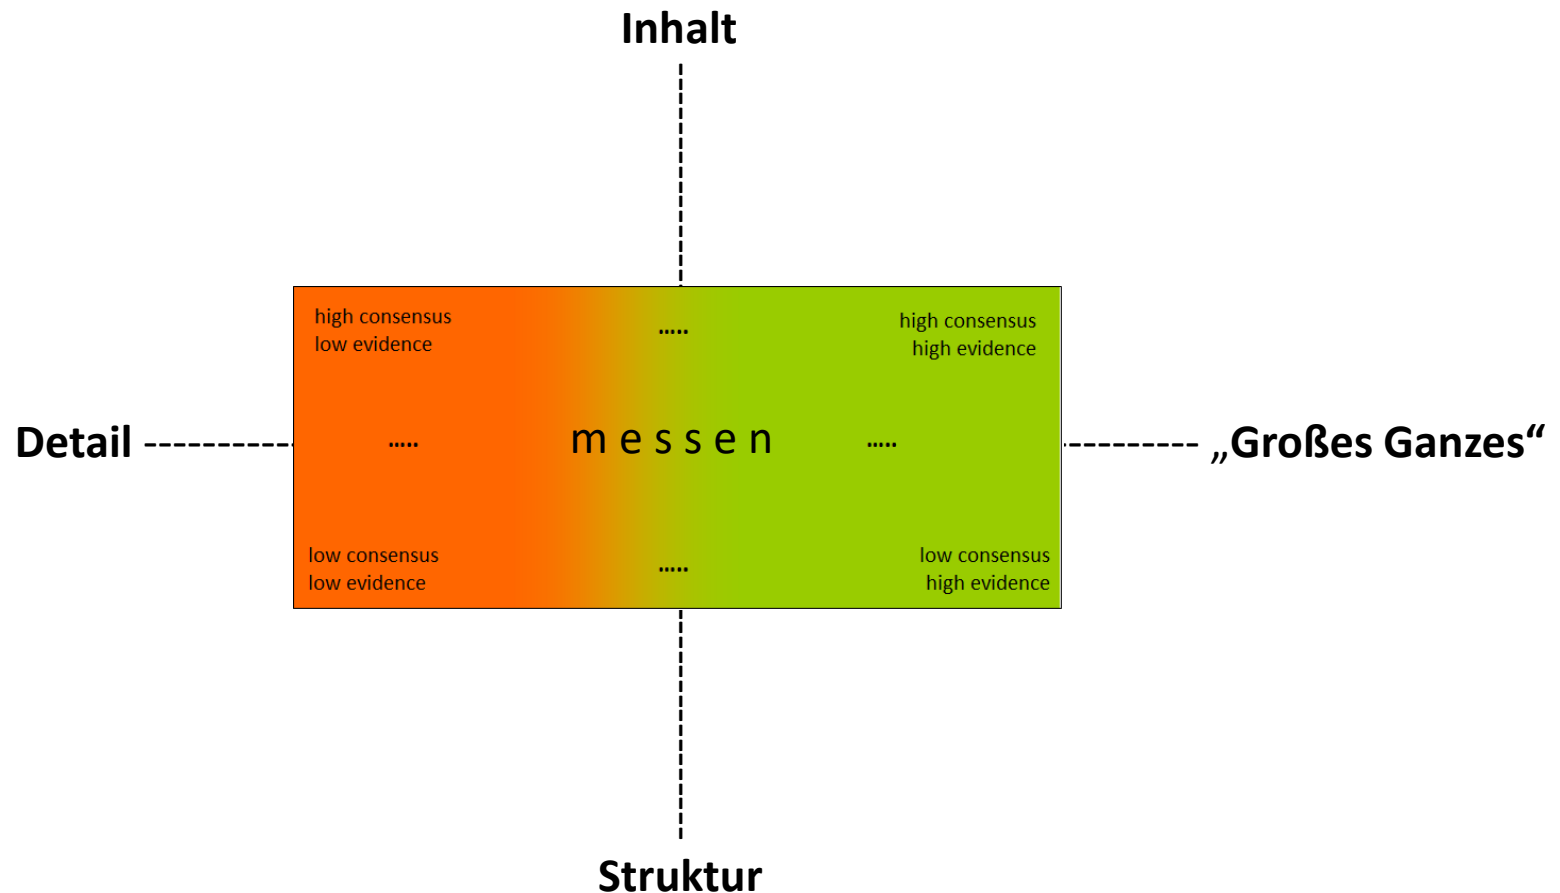 Inhalt
high consensus
low evidence
…..
high consensus
high evidence
Detail
…..
m e s s e n
…..
„Großes Ganzes“
low consensus
low evidence
…..
low consensus
high evidence
Struktur